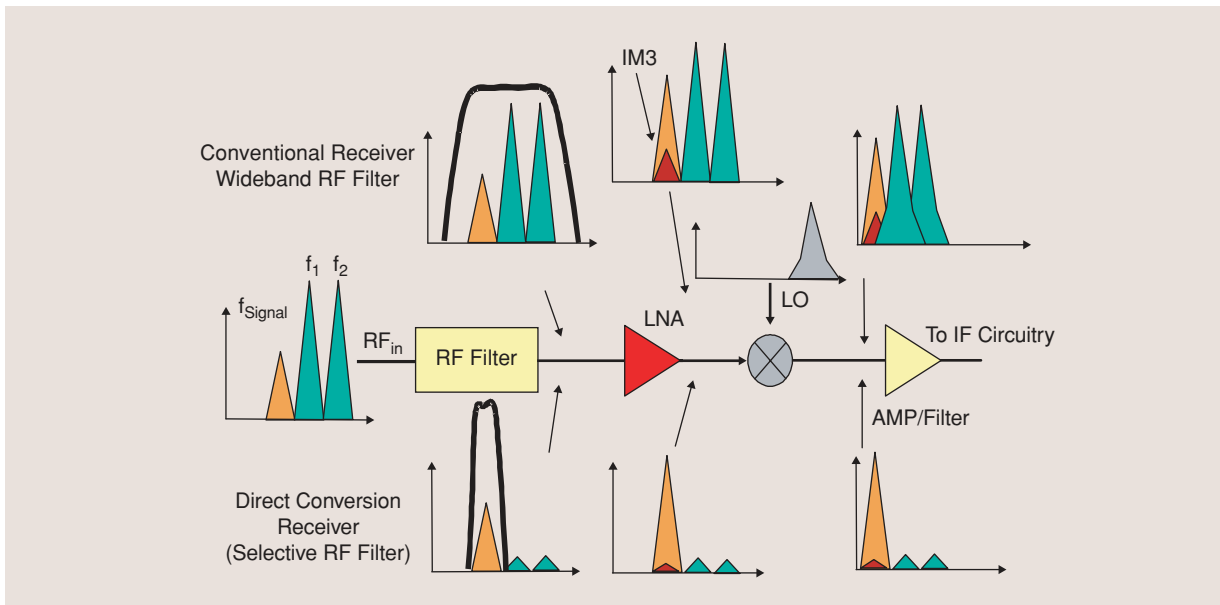 IM3
Conventional Receiver
Wideband RF Filter
f1 f2
fSignal
RFin
RF Filter
LNA
LO
To IF Circuitry
AMP/Filter
Direct Conversion
Receiver
(Selective RF Filter)